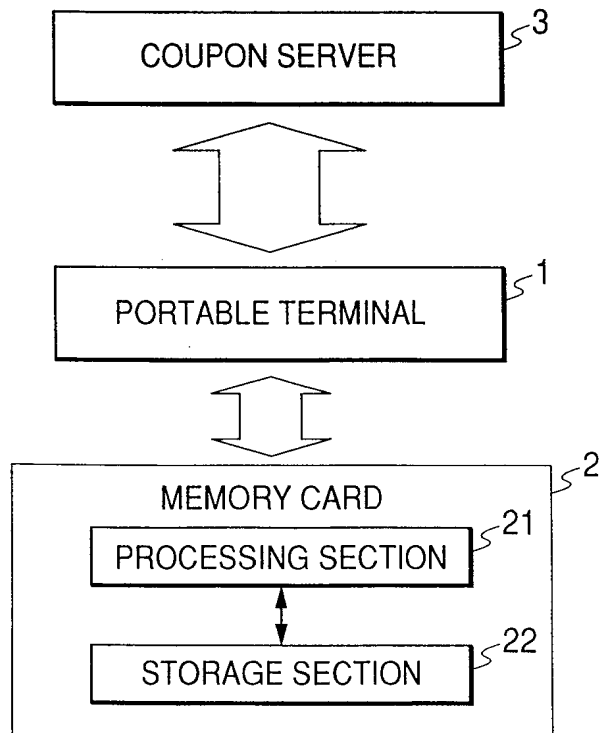 3
COUPON SERVER
1
PORTABLE TERMINAL
2
MEMORY CARD
21
PROCESSING SECTION
22
STORAGE SECTION